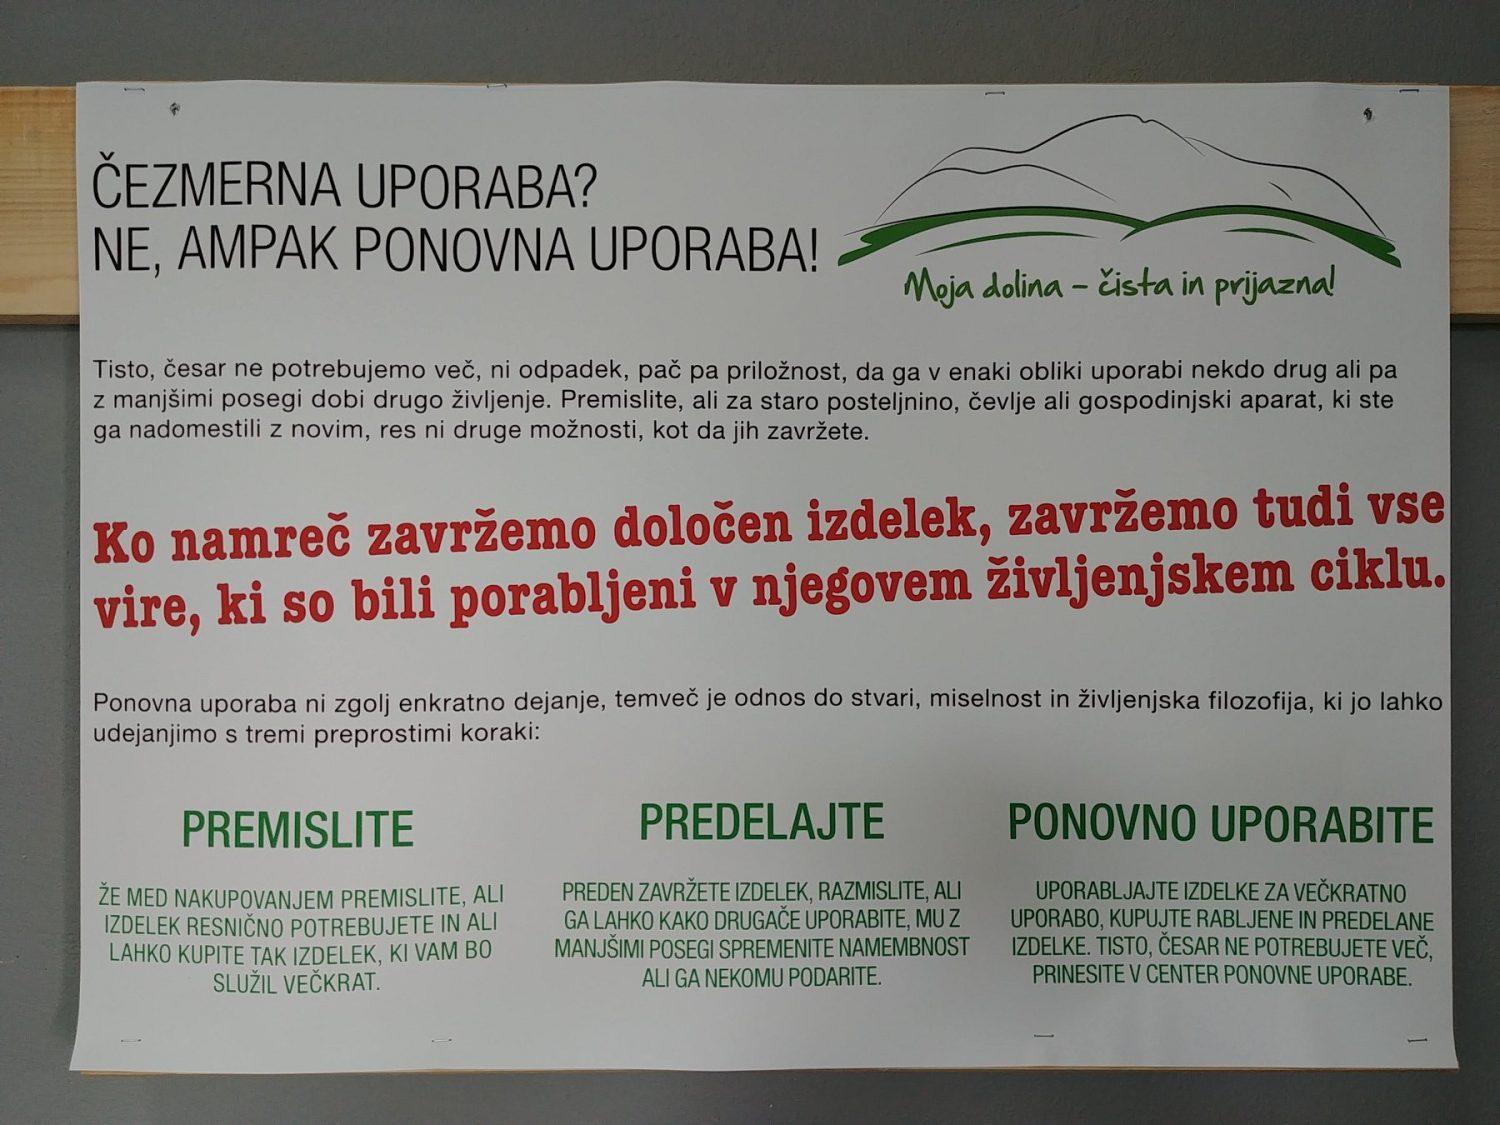 ČEZMERNA UPORABA?
NE, AMPAK PONOVNA UPORABA!
Moja dolina – čista in prijazna!
Tisto, česar ne potrebujemo več, ni odpadek, pač pa priložnost, da ga v enaki obliki uporabi nekdo drug ali pa
z manjšimi posegi dobi drugo življenje. Premislite, ali za staro posteljnino, čevlje ali gospodinjski aparat, ki ste
ga nadomestili z novim, res ni druge možnosti, kot da jih zavržete.
Ko namreč zavržemo določen izdelek, zavržemo tudi vse
vire, ki so bili porabljeni v njegovem življenjskem ciklu.
Ponovna uporaba ni zgolj enkratno dejanje, temveč je odnos do stvari, miselnost in življenjska filozofija, ki jo lahko
udejanjimo s tremi preprostimi koraki:
PREMISLITE
ŽE MED NAKUPOVANJEM PREMISLITE, ALI
IZDELEK RESNIČNO POTREBUJETE IN ALI
LAHKO KUPITE TAK IZDELEK, KI VAM BO
SLUŽIL VEČKRAT.
PREDELAJTE
PREDEN ZAVRŽETE IZDELEK, RAZMISLITE, ALI
GA LAHKO KAKO DRUGAČE UPORABITE, MU Z
MANJŠIMI POSEGI SPREMENITE NAMEMBNOST
ALI GA NEKOMU PODARITE.
PONOVNO UPORABITE
UPORABLJAJTE IZDELKE ZA VEČKRATNO
UPORABO, KUPUJTE RABLJENE IN PREDELANE
IZDELKE. TISTO, ČESAR NE POTREBUJETE VEČ,
PRINESITE V CENTER PONOVNE UPORABE.